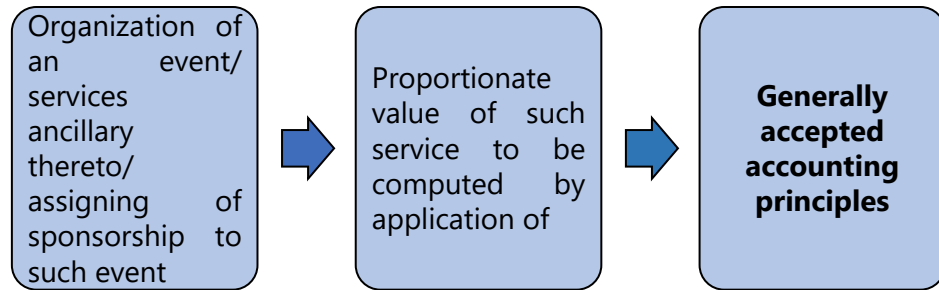 Organization of
an event/
services
ancillary
thereto/
assigning of
sponsorship to
such event
Proportionate
value of such
service to be
computed by
application of
Generally
accepted
accounting
principles